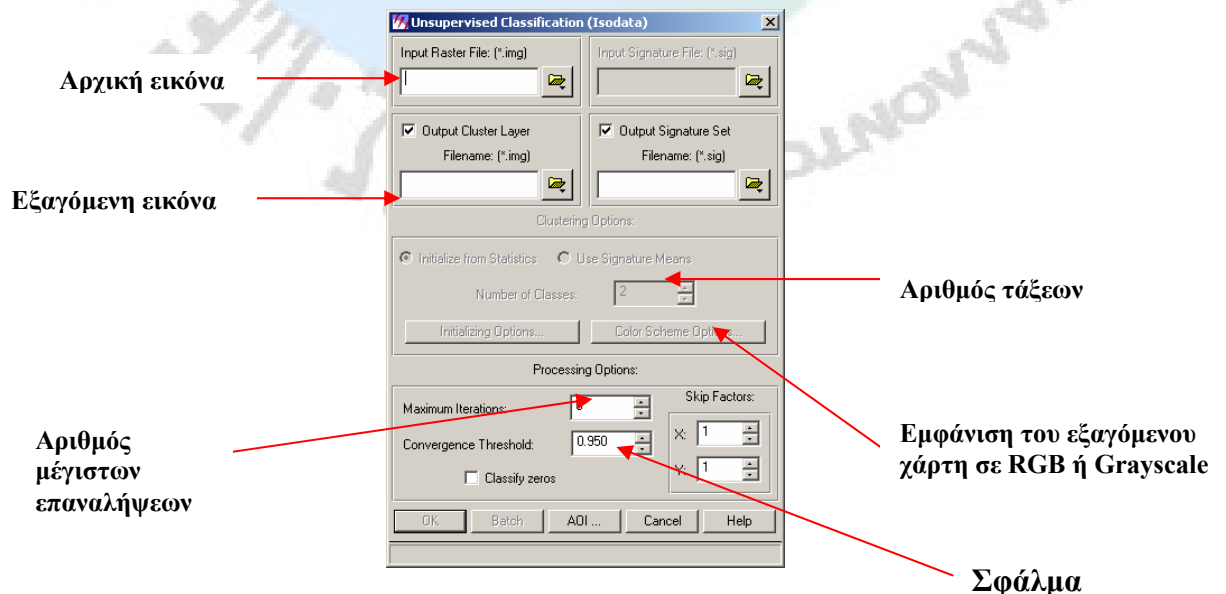 Unsupervised Classification (Isodata)
Input Raster File: (*.img)
Input Signature File: (*.sig)
Αρχική εικόνα
Output Cluster Layer
Filename: (*.img)
Output Signature Set
Filename: (*.sig)
Εξαγόμενη εικόνα
Clustering Options:
Initialize from Statistics
Use Signature Means
Number of Classes:
2
Αριθμός τάξεων
Initializing Options...
Color Scheme Options...
Processing Options:
Maximum Iterations:
Skip Factors:
Convergence Threshold:
0.950
X:
1
Y:
1
Classify zeros
Αριθμός
μέγιστων
επαναλήψεων
Εμφάνιση του εξαγόμενου
χάρτη σε RGB ή Grayscale
OK
Batch
AOI ...
Cancel
Help
Σφάλμα